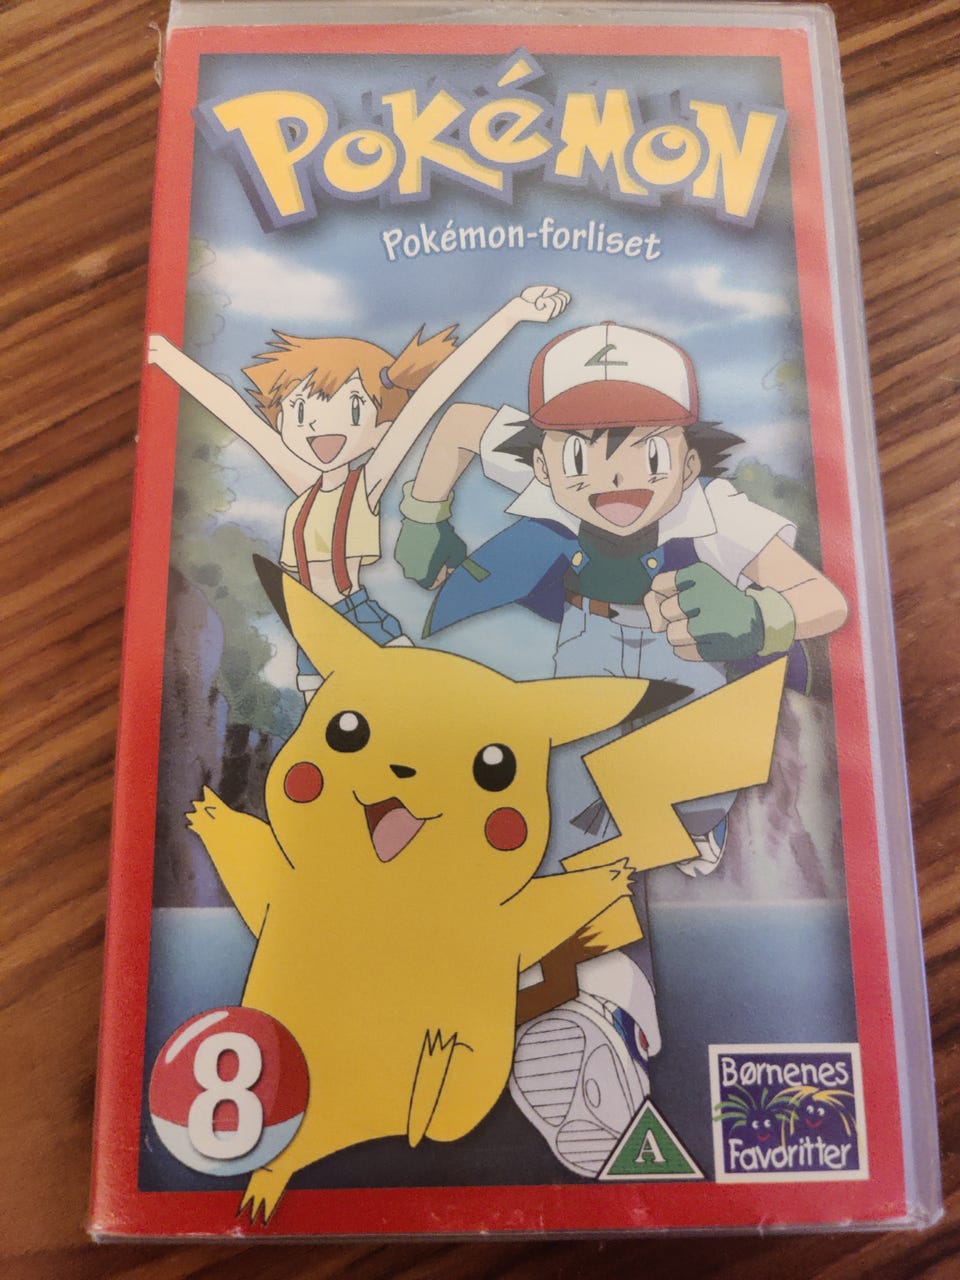 POKéMON
Pokémon-forliset
8
A
Børnenes
Favoritter